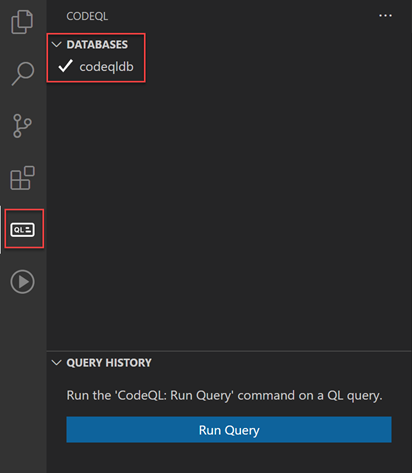 CODEQL
DATABASES
codeqldb
QL
QUERY HISTORY
Run the 'CodeQL: Run Query' command on a QL query.
Run Query